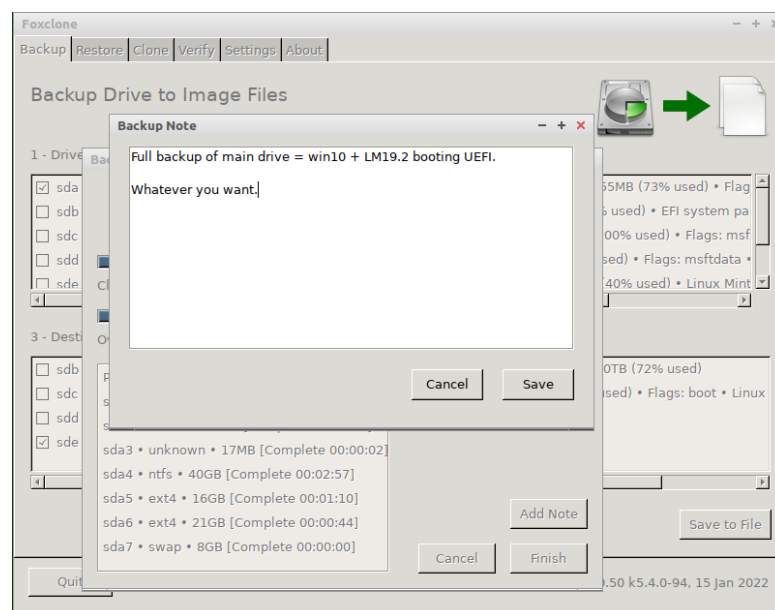 Foxclone
Backup Restore Clone Verify Settings About
Backup Drive to Image Files
Backup Note
Full backup of main drive = win10 + LM19.2 booting UEFI.
Whatever you want.
Cancel Save
1 - Drive
sda
sdb
sdc
sdd
sde
55MB (73% used) • Flag
used) • EFI system pa
00% used) • Flags: msf
sed) • Flags: msftdata •
(40% used) • Linux Mint
3 - Desti
sdb
sdc
sdd
sde
0TB (72% used)
used) • Flags: boot • Linux
sda3 • unknown • 17MB [Complete 00:00:02]
sda4 • ntfs • 40GB [Complete 00:02:57]
sda5 • ext4 • 16GB [Complete 00:01:10]
sda6 • ext4 • 21GB [Complete 00:00:44]
sda7 • swap • 8GB [Complete 00:00:00]
Add Note
Cancel Finish
Save to File
Quit
.50 k5.4.0-94, 15 Jan 2022